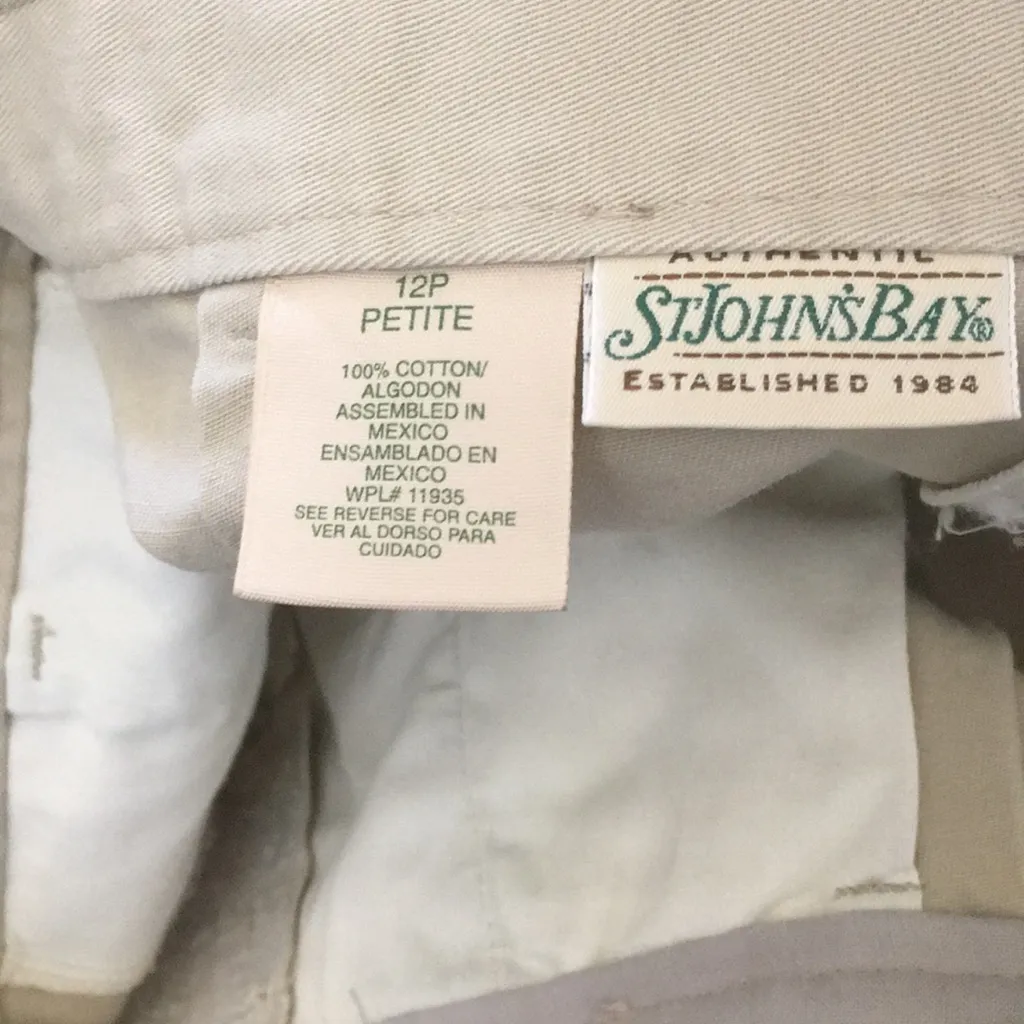 12P
PETITE
100% COTTON/
ALGODON
ASSEMBLED IN
MEXICO
ENSAMBLADO EN
MEXICO
WPL# 11935
SEE REVERSE FOR CARE
VER AL DORSO PARA
CUIDADO
AUTHENTIC
ST. JOHN'S BAY®
ESTABLISHED 1984